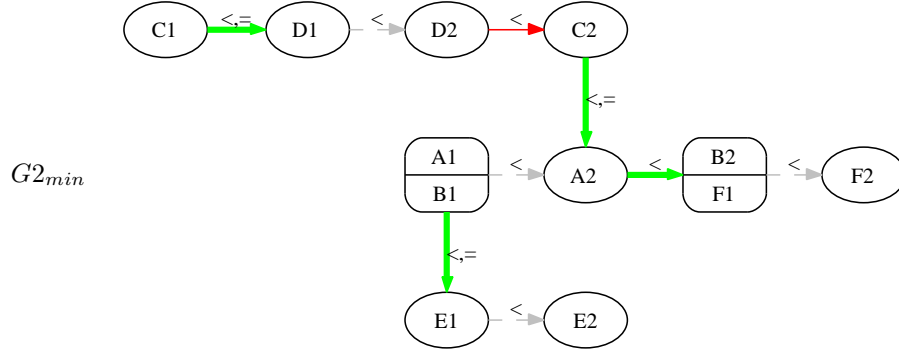 C1 <,= D1 < D2 < C2
<,=
G2min
A1 < A2 < B2 < F2
B1 F1
<,=
E1 < E2